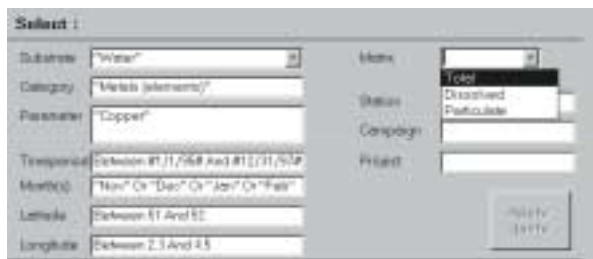 Select :
Substrate "Water"
Category "Metals (elements)"
Parameter "Copper"
Timeperiod Between #1/1/96# And #12/31/97#
Month(s) "Nov" Or "Dec" Or "Jan" Or "Feb"
Latitude Between 51 And 52
Longitude Between 2.3 And 4.5
Matrix
Total
Dissolved
Particulate
Station
Campaign
Project